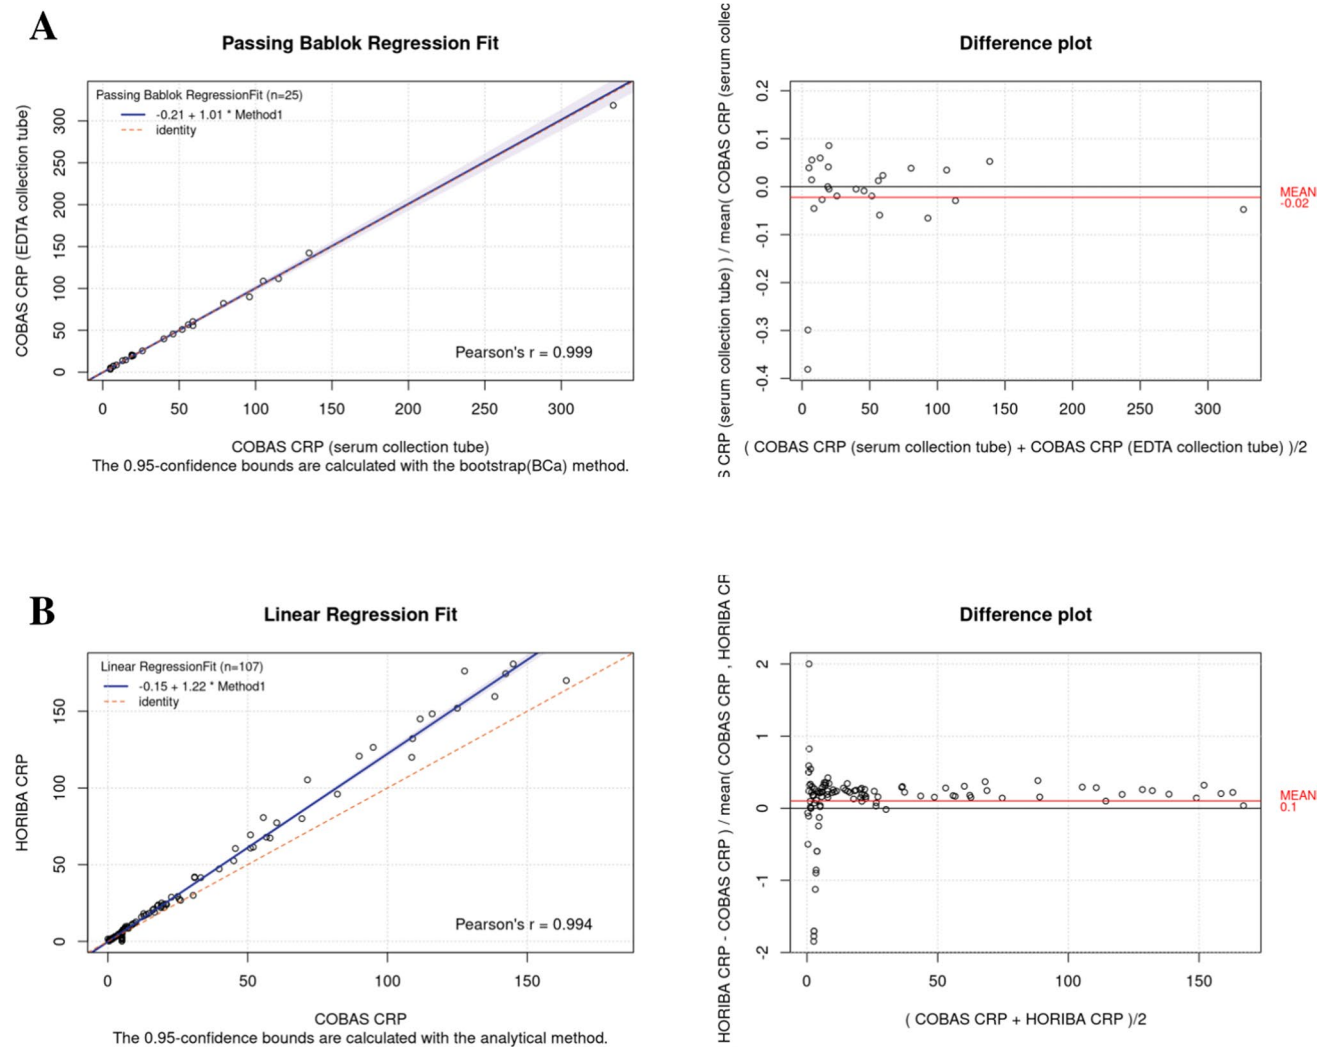 A
Passing Bablok Regression Fit
Passing Bablok RegressionFit (n=25)
-0.21 + 1.01 * Method1
identity
Pearson's r = 0.999
COBAS CRP (EDTA collection tube)
0
50
100
150
200
250
300
0
50
100
150
200
250
300
COBAS CRP (serum collection tube)
The 0.95-confidence bounds are calculated with the bootstrap(BCa) method.
Difference plot
CRP (serum collection tube) ) / mean( COBAS CRP (serum
0.2
0.1
0.0
-0.1
-0.2
-0.3
-0.4
MEAN
-0.02
0
50
100
150
200
250
300
( COBAS CRP (serum collection tube) + COBAS CRP (EDTA collection tube) )/2
B
Linear Regression Fit
Linear RegressionFit (n=107)
-0.15 + 1.22 * Method1
identity
Pearson's r = 0.994
HORIBA CRP
0
50
100
150
0
50
100
150
COBAS CRP
The 0.95-confidence bounds are calculated with the analytical method.
Difference plot
HORIBA CRP - COBAS CRP ) / mean( COBAS CRP , HORIBA
2
1
0
-1
-2
MEAN
0.1
0
50
100
150
( COBAS CRP + HORIBA CRP )/2